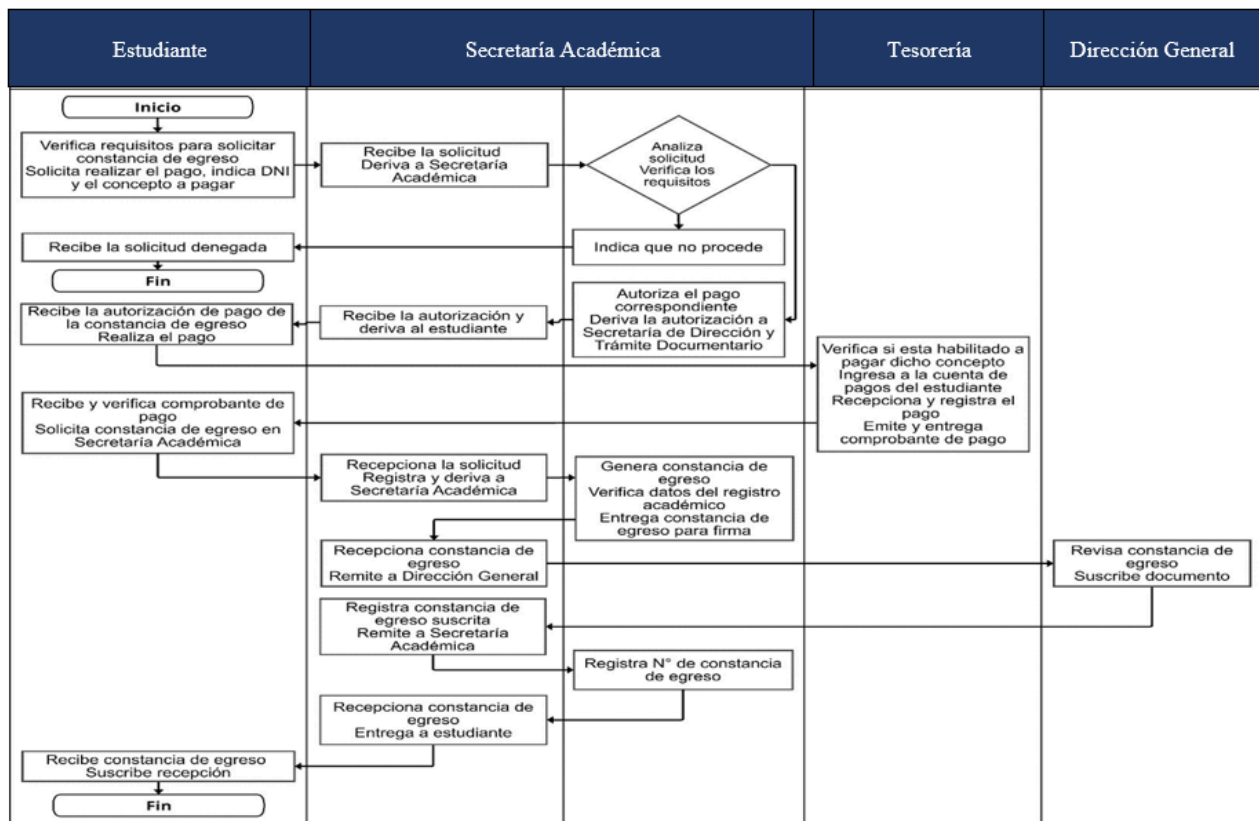 Estudiante
Secretaría Académica
Tesorería
Dirección General
Inicio
Verifica requisitos para solicitar
constancia de egreso
Solicita realizar el pago, indica DNI
y el concepto a pagar
Recibe la solicitud
Deriva a Secretaría
Académica
Analiza
solicitud
Verifica los
requisitos
Indica que no procede
Recibe la solicitud denegada
Fin
Autoriza el pago
correspondiente
Deriva la autorización a
Secretaría de Dirección y
Trámite Documentario
Recibe la autorización y
deriva al estudiante
Recibe la autorización de pago de
la constancia de egreso
Realiza el pago
Verifica si esta habilitado a
pagar dicho concepto
Ingresa a la cuenta de
pagos del estudiante
Recepciona y registra el
pago
Emite y entrega
comprobante de pago
Recibe y verifica comprobante de
pago
Solicita constancia de egreso en
Secretaría Académica
Recepciona la solicitud
Registra y deriva a
Secretaría Académica
Genera constancia de
egreso
Verifica datos del registro
académico
Entrega constancia de
egreso para firma
Recepciona constancia de
egreso
Remite a Dirección General
Revisa constancia de
egreso
Suscribe documento
Registra constancia de
egreso suscrita
Remite a Secretaría
Académica
Registra N° de constancia
de egreso
Recepciona constancia de
egreso
Entrega a estudiante
Recibe constancia de egreso
Suscribe recepción
Fin